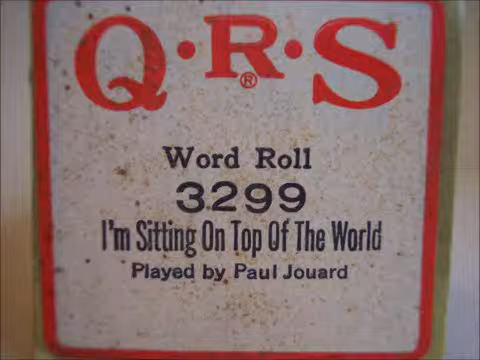 Q·R·S
®
Word Roll
3299
I'm Sitting On Top Of The World
Played by Paul Jouard